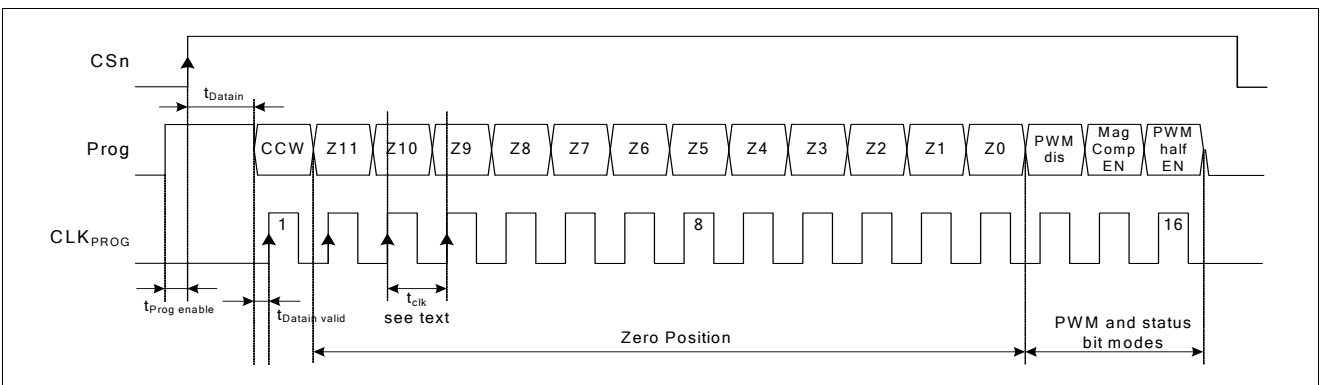 CSn
tDatain
Prog
CCW Z11 Z10 Z9 Z8 Z7 Z6 Z5 Z4 Z3 Z2 Z1 Z0
PWM dis
Mag Comp EN
PWM half EN
CLKPROG
1 8 16
tProg enable
tDatain valid
tclk
see text
Zero Position
PWM and status
bit modes